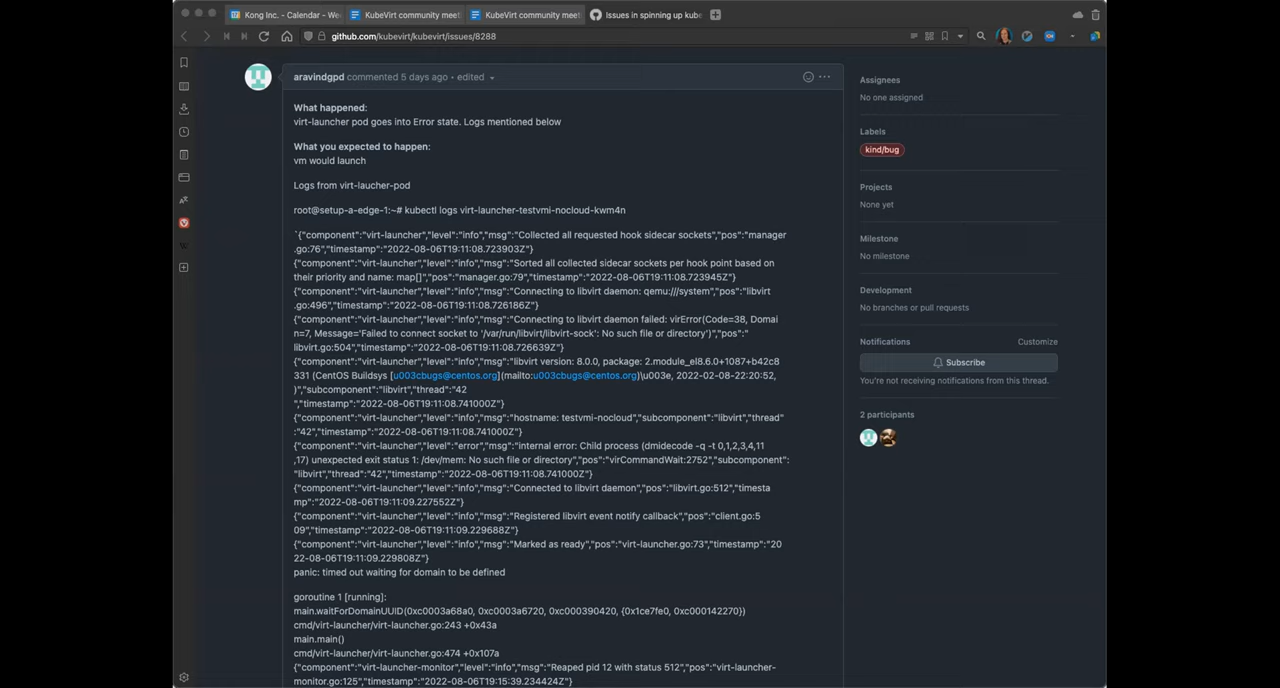 Kong Inc. - Calendar - We
KubeVirt community meet
KubeVirt community meet
Issues in spinning up kube
github.com/kubevirt/kubevirt/issues/8288
aravindgpd commented 5 days ago • edited
What happened:
virt-launcher pod goes into Error state. Logs mentioned below
What you expected to happen:
vm would launch
Logs from virt-laucher-pod
root@setup-a-edge-1:~# kubectl logs virt-launcher-testvmi-nocloud-kwm4n
`{"component":"virt-launcher","level":"info","msg":"Collected all requested hook sidecar sockets","pos":"manager
.go:76","timestamp":"2022-08-06T19:11:08.723903Z"}
{"component":"virt-launcher","level":"info","msg":"Sorted all collected sidecar sockets per hook point based on
their priority and name: map[]","pos":"manager.go:79","timestamp":"2022-08-06T19:11:08.723945Z"}
{"component":"virt-launcher","level":"info","msg":"Connecting to libvirt daemon: qemu:///system","pos":"libvirt
.go:496","timestamp":"2022-08-06T19:11:08.726186Z"}
{"component":"virt-launcher","level":"info","msg":"Connecting to libvirt daemon failed: virError(Code=38, Domai
n=7, Message='Failed to connect socket to '/var/run/libvirt/libvirt-sock': No such file or directory')","pos":"
libvirt.go:504","timestamp":"2022-08-06T19:11:08.726639Z"}
{"component":"virt-launcher","level":"info","msg":"libvirt version: 8.0.0, package: 2.module_el8.6.0+1087+b42c8
331 (CentOS Buildsys [u003cbugs@centos.org](mailto:u003cbugs@centos.org)\u003e, 2022-02-08-22:20:52,
)","subcomponent":"libvirt","thread":"42
","timestamp":"2022-08-06T19:11:08.741000Z"}
{"component":"virt-launcher","level":"info","msg":"hostname: testvmi-nocloud","subcomponent":"libvirt","thread"
:"42","timestamp":"2022-08-06T19:11:08.741000Z"}
{"component":"virt-launcher","level":"error","msg":"internal error: Child process (dmidecode -q -t 0,1,2,3,4,11
,17) unexpected exit status 1: /dev/mem: No such file or directory","pos":"virCommandWait:2752","subcomponent":
"libvirt","thread":"42","timestamp":"2022-08-06T19:11:08.741000Z"}
{"component":"virt-launcher","level":"info","msg":"Connected to libvirt daemon","pos":"libvirt.go:512","timesta
mp":"2022-08-06T19:11:09.227552Z"}
{"component":"virt-launcher","level":"info","msg":"Registered libvirt event notify callback","pos":"client.go:5
09","timestamp":"2022-08-06T19:11:09.229688Z"}
{"component":"virt-launcher","level":"info","msg":"Marked as ready","pos":"virt-launcher.go:73","timestamp":"20
22-08-06T19:11:09.229808Z"}
panic: timed out waiting for domain to be defined
goroutine 1 [running]:
main.waitForDomainUUID(0xc0003a68a0, 0xc0003a6720, 0xc000390420, {0x1ce7fe0, 0xc000142270})
cmd/virt-launcher/virt-launcher.go:243 +0x43a
main.main()
cmd/virt-launcher/virt-launcher.go:474 +0x107a
{"component":"virt-launcher-monitor","level":"info","msg":"Reaped pid 12 with status 512","pos":"virt-launcher-
monitor.go:125","timestamp":"2022-08-06T19:15:39.234424Z"}
Assignees
No one assigned
Labels
kind/bug
Projects
None yet
Milestone
No milestone
Development
No branches or pull requests
Notifications
Customize
Subscribe
You're not receiving notifications from this thread.
2 participants